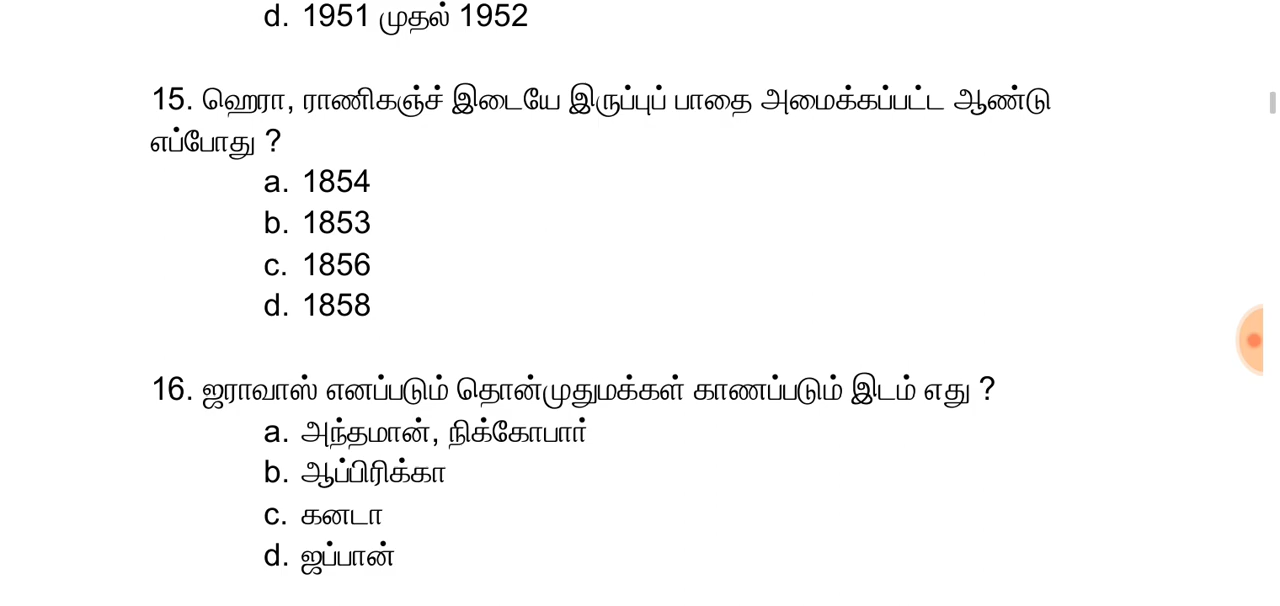 d. 1951 முதல் 1952
15. ஹெரா, ராணிகஞ்ச் இடையே இருப்புப் பாதை அமைக்கப்பட்ட ஆண்டு
எப்போது ?
a. 1854
b. 1853
c. 1856
d. 1858
16. ஜராவாஸ் எனப்படும் தொன்முதுமக்கள் காணப்படும் இடம் எது ?
a. அந்தமான், நிக்கோபார்
b. ஆப்பிரிக்கா
c. கனடா
d. ஜப்பான்